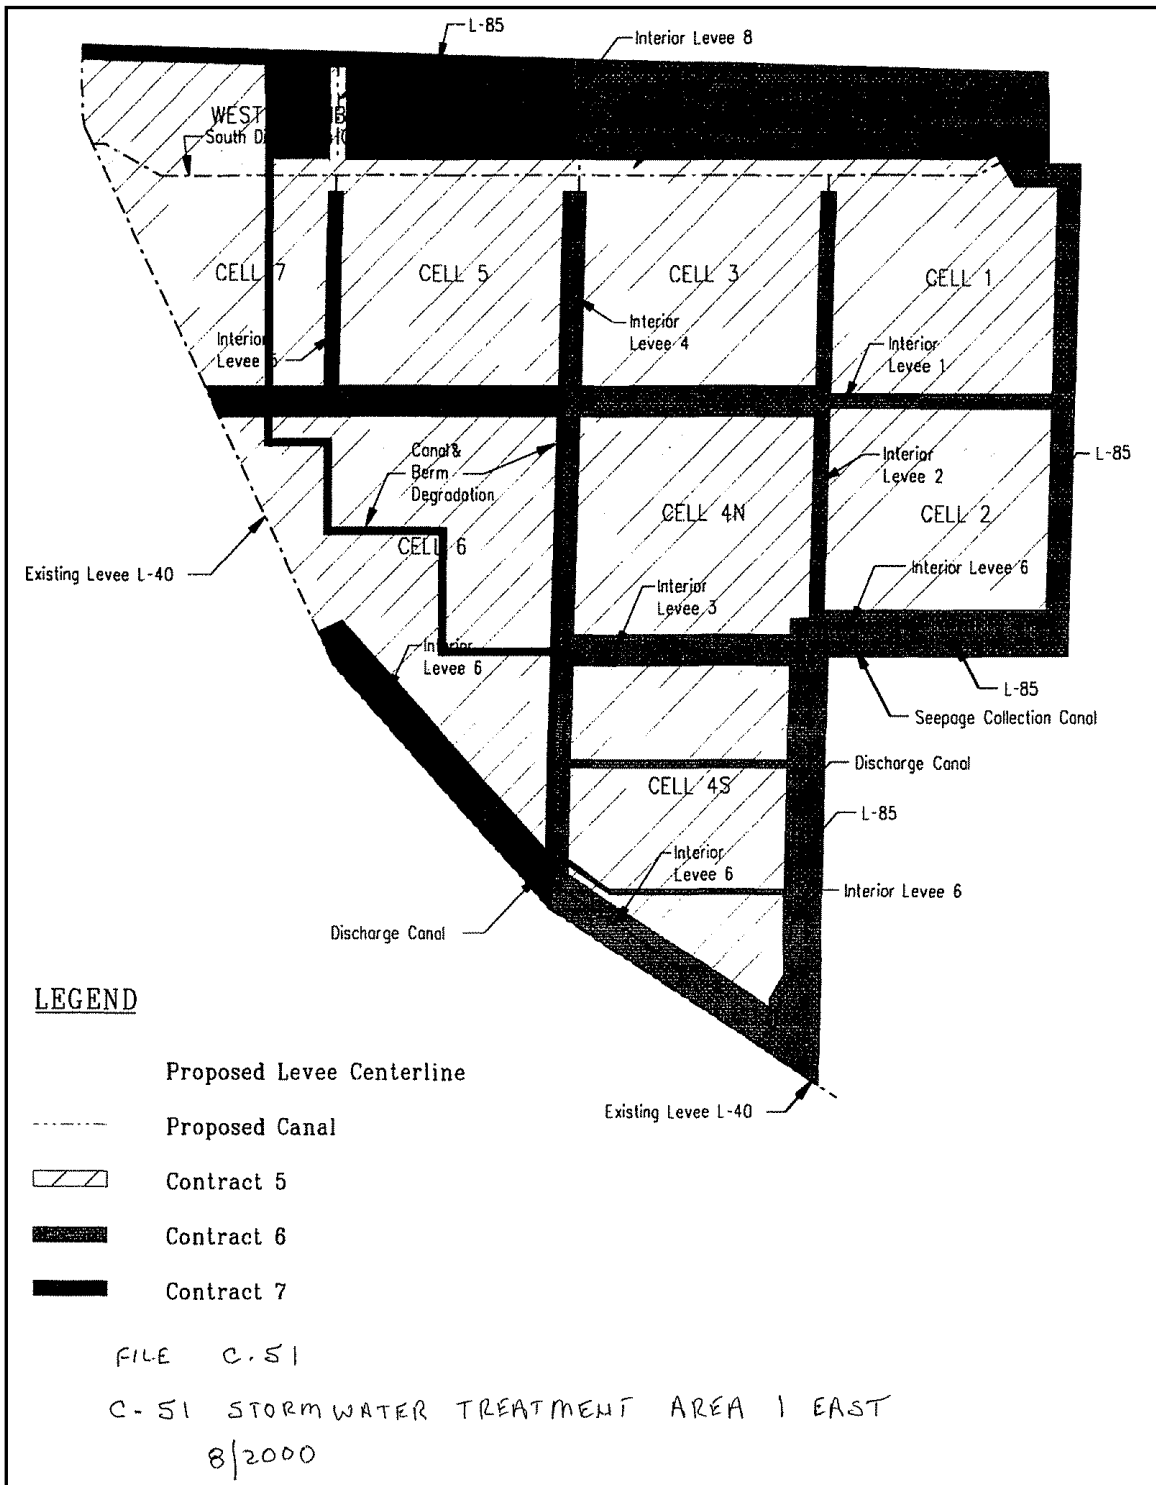 L-85
Interior Levee 8
WEST
South D
CELL 7
CELL 5
CELL 3
CELL 1
Interior
Levee 5
Interior
Levee 4
Interior
Levee 1
Canal &
Berm
Degradation
Interior
Levee 2
L-85
CELL 4N
CELL 2
CELL 6
Existing Levee L-40
Interior Levee 6
Interior
Levee 3
Interior
Levee 6
L-85
Seepage Collection Canal
Discharge Canal
CELL 4S
L-85
Interior
Levee 6
Interior Levee 6
Discharge Canal
Existing Levee L-40
LEGEND
Proposed Levee Centerline
Proposed Canal
Contract 5
Contract 6
Contract 7
FILE C.51
C-51 STORMWATER TREATMENT AREA 1 EAST
8/2000